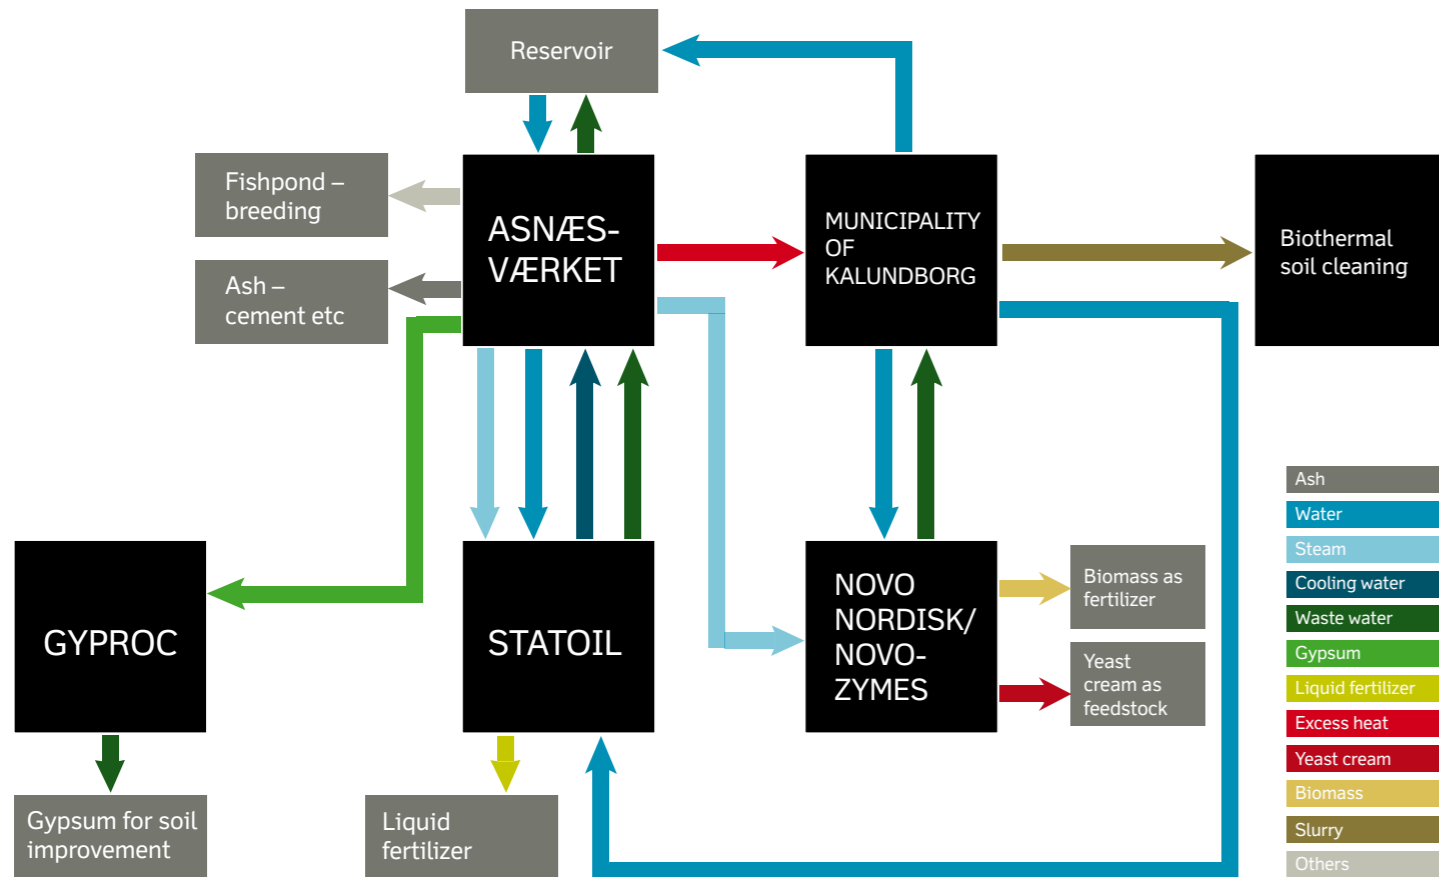 Reservoir
Fishpond –
breeding
ASNÆS-
VÆRKET
MUNICIPALITY
OF
KALUNDBORG
Biothermal
soil cleaning
Ash –
cement etc
GYPROC
STATOIL
NOVO
NORDISK/
NOVO-
ZYMES
Biomass as
fertilizer
Yeast
cream as
feedstock
Gypsum for soil
improvement
Liquid
fertilizer
Ash
Water
Steam
Cooling water
Waste water
Gypsum
Liquid fertilizer
Excess heat
Yeast cream
Biomass
Slurry
Others